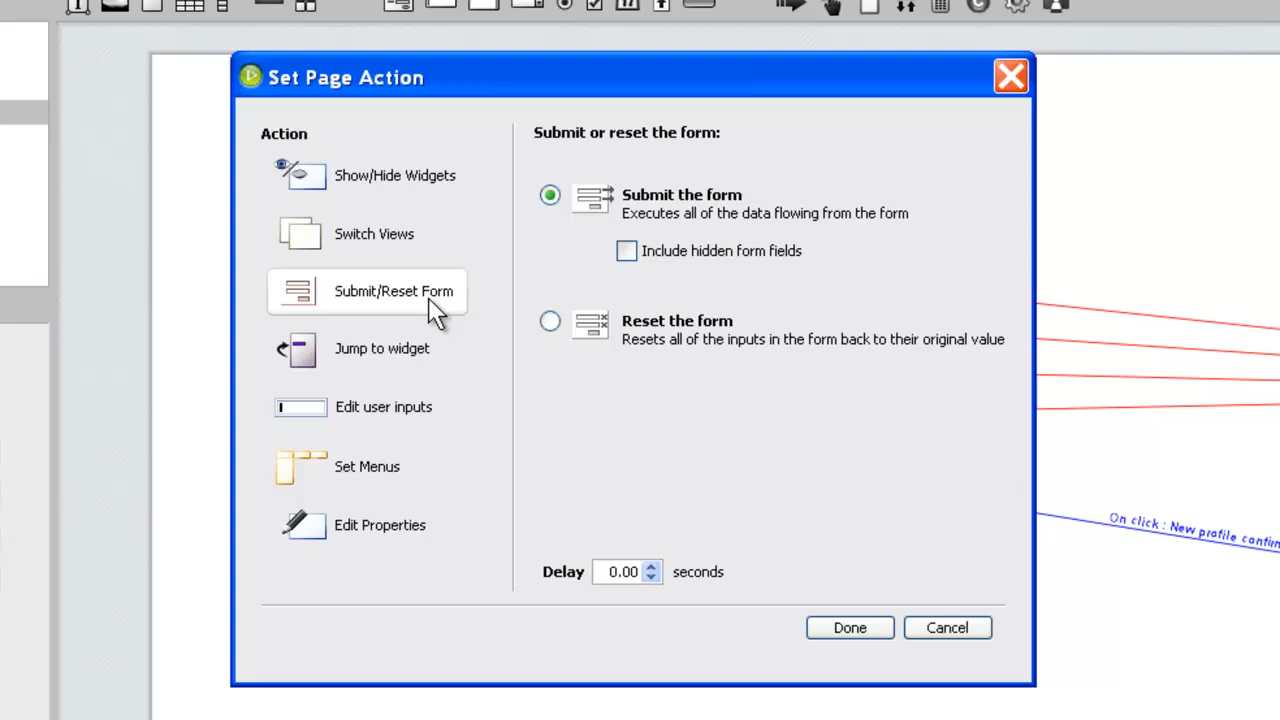 Set Page Action
Action
Show/Hide Widgets
Switch Views
Submit/Reset Form
Jump to widget
Edit user inputs
Set Menus
Edit Properties
Submit or reset the form:
Submit the form
Executes all of the data flowing from the form
Include hidden form fields
Reset the form
Resets all of the inputs in the form back to their original value
Delay 0.00 seconds
Done Cancel
On click : New profile